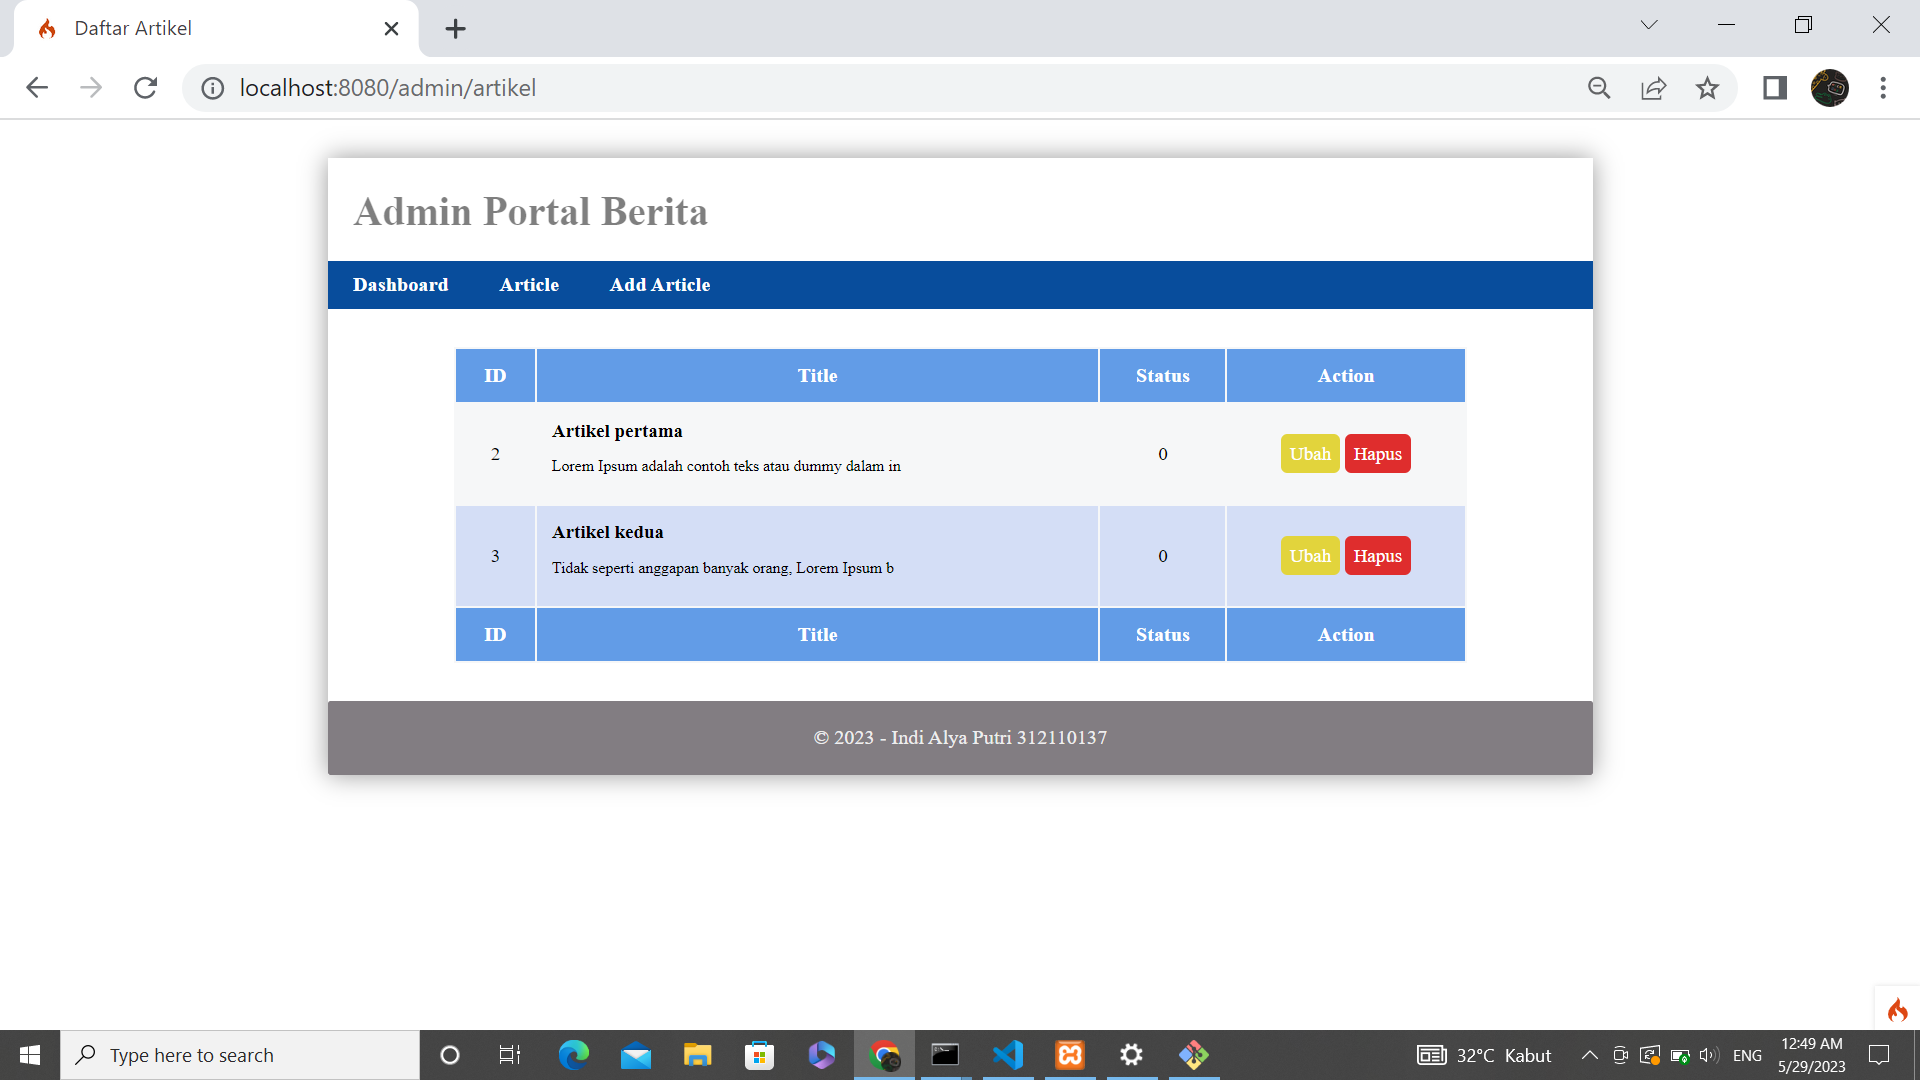 Daftar Artikel
localhost:8080/admin/artikel
Admin Portal Berita
Dashboard Article Add Article
ID Title Status Action
2 Artikel pertama 0 Ubah Hapus
Lorem Ipsum adalah contoh teks atau dummy dalam in
3 Artikel kedua 0 Ubah Hapus
Tidak seperti anggapan banyak orang, Lorem Ipsum b
ID Title Status Action
© 2023 - Indi Alya Putri 312110137
Type here to search
32°C Kabut
ENG
12:49 AM
5/29/2023